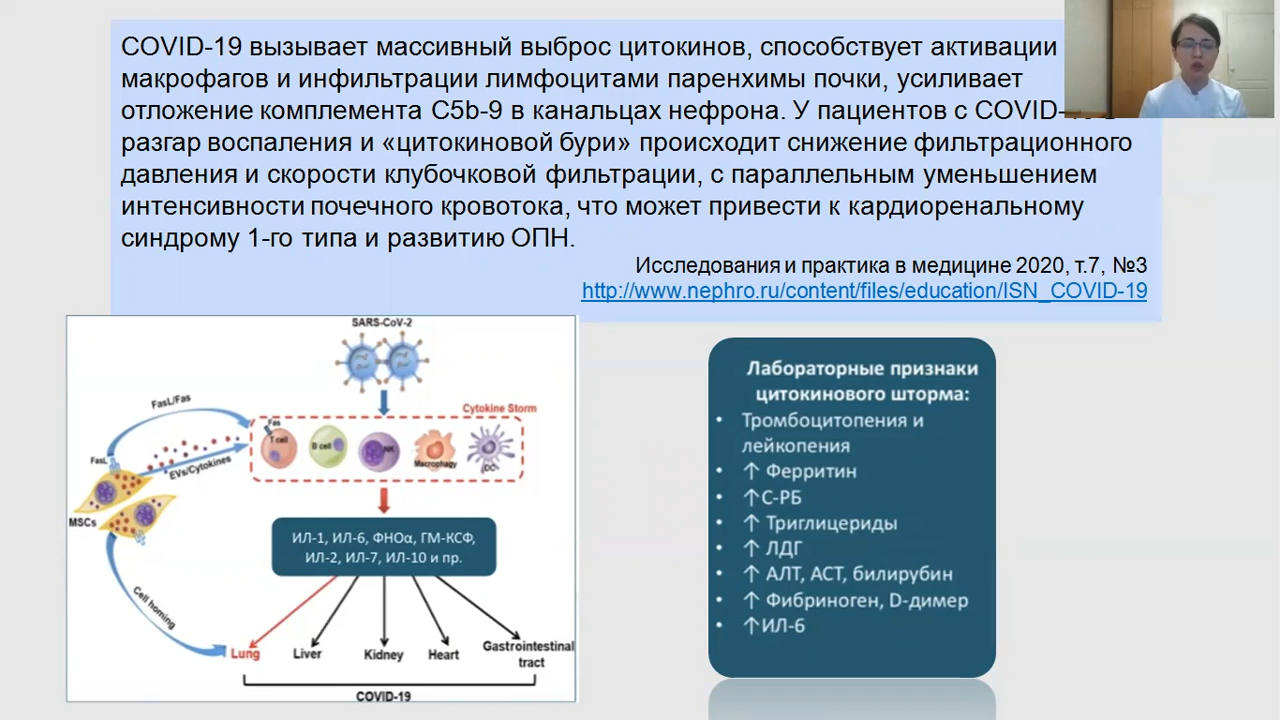 COVID-19 вызывает массивный выброс цитокинов, способствует активации
макрофагов и инфильтрации лимфоцитами паренхимы почки, усиливает
отложение комплемента C5b-9 в канальцах нефрона. У пациентов с COVID-
разгар воспаления и «цитокиновой бури» происходит снижение фильтрационного
давления и скорости клубочковой фильтрации, с параллельным уменьшением
интенсивности почечного кровотока, что может привести к кардиоренальному
синдрому 1-го типа и развитию ОПН.
Исследования и практика в медицине 2020, т.7, №3
http://www.nephro.ru/content/files/education/ISN_COVID-19
SARS-CoV-2
FasL/Fas
Cytokine Storm
Fas
T cell
B cell
NK
Macrophagy
DC
FasL
EVs/Cytokines
MSCs
ИЛ-1, ИЛ-6, ФНОα, ГМ-КСФ,
ИЛ-2, ИЛ-7, ИЛ-10 и пр.
Cell homing
Lung
Liver
Kidney
Heart
Gastrointestinal
tract
COVID-19
Лабораторные признаки
цитокинового шторма:
• Тромбоцитопения и
лейкопения
• ↑ Ферритин
• ↑С-РБ
• ↑ Триглицериды
• ↑ ЛДГ
• ↑ АЛТ, АСТ, билирубин
• ↑ Фибриноген, D-димер
• ↑ИЛ-6